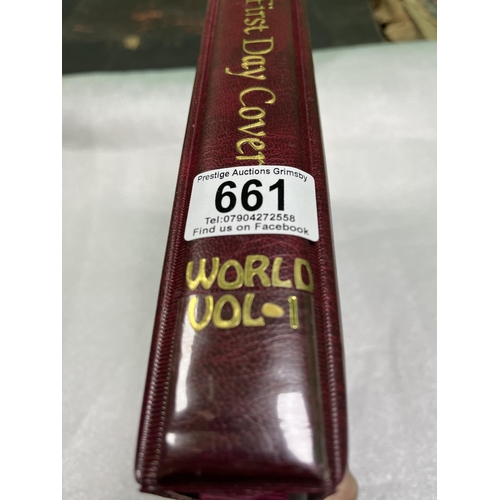 First Day Cover
Prestige Auctions Grimsby
661
Tel:07904272558
Find us on Facebook
WORLD
VOL•1